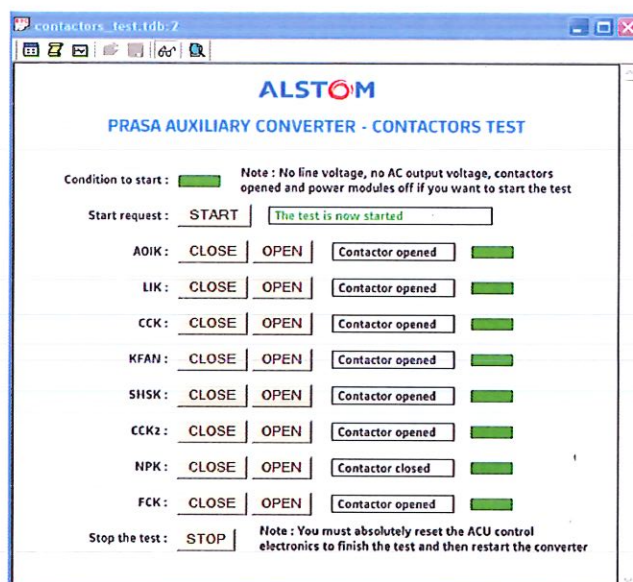 contactors_test.tdb:2
ALSTOM
PRASA AUXILIARY CONVERTER - CONTACTORS TEST
Condition to start : Note : No line voltage, no AC output voltage, contactors
opened and power modules off if you want to start the test
Start request : START The test is now started
AOIK : CLOSE OPEN Contactor opened
LIK : CLOSE OPEN Contactor opened
CCK : CLOSE OPEN Contactor opened
KFAN : CLOSE OPEN Contactor opened
SHSK : CLOSE OPEN Contactor opened
CCK2 : CLOSE OPEN Contactor opened
NPK : CLOSE OPEN Contactor closed
FCK : CLOSE OPEN Contactor opened
Stop the test : STOP Note : You must absolutely reset the ACU control
electronics to finish the test and then restart the converter